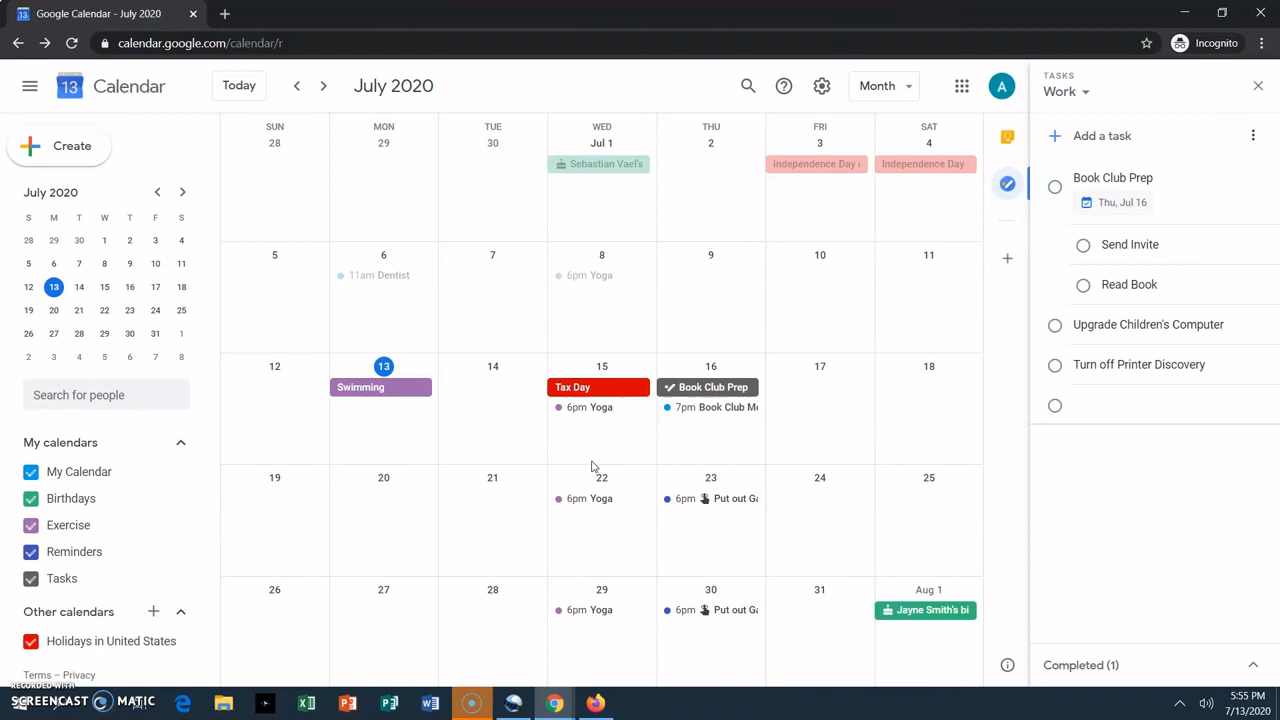 Google Calendar - July 2020
calendar.google.com/calendar/r
Incognito
13
Calendar
Today
July 2020
Month
A
Create
July 2020
S M T W T F S
28 29 30 1 2 3 4
5 6 7 8 9 10 11
12 13 14 15 16 17 18
19 20 21 22 23 24 25
26 27 28 29 30 31 1
2 3 4 5 6 7 8
Search for people
My calendars
My Calendar
Birthdays
Exercise
Reminders
Tasks
Other calendars
Holidays in United States
Terms – Privacy
SUN MON TUE WED THU FRI SAT
28 29 30 Jul 1 2 3 4
Sebastian Vael's
Independence Day
Independence Day
5 6 7 8 9 10 11
11am Dentist
6pm Yoga
12 13 14 15 16 17 18
Swimming
Tax Day
Book Club Prep
6pm Yoga
7pm Book Club Me
19 20 21 22 23 24 25
6pm Yoga
6pm Put out Ga
26 27 28 29 30 31 Aug 1
6pm Yoga
6pm Put out Ga
Jayne Smith's bi
TASKS
Work
Add a task
Book Club Prep
Thu, Jul 16
Send Invite
Read Book
Upgrade Children's Computer
Turn off Printer Discovery
Completed (1)
RECORDED WITH
SCREENCAST MATIC
5:55 PM
7/13/2020